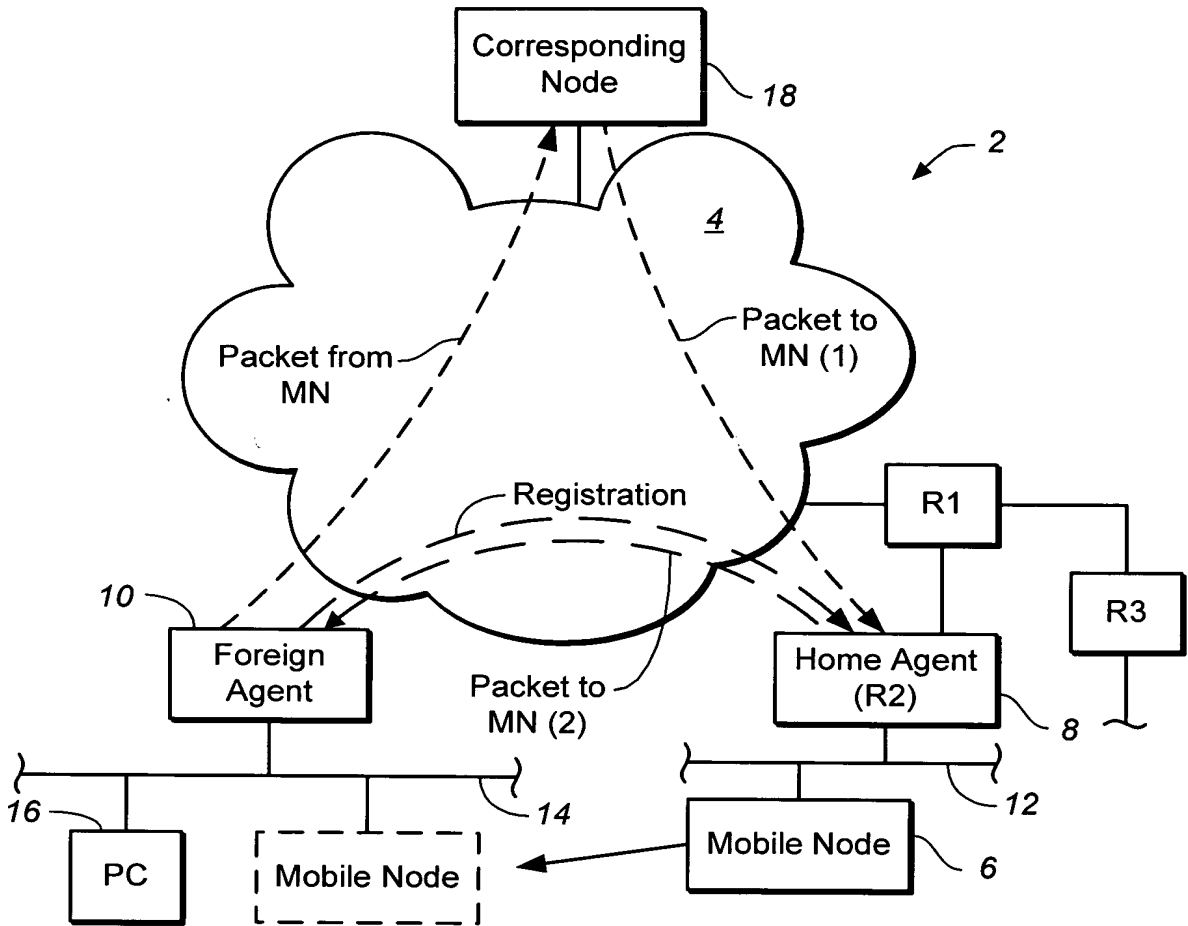 Corresponding
Node
18
2
4
Packet from
MN
Packet to
MN (1)
Registration
R1
10
R3
Foreign
Agent
Home Agent
(R2)
Packet to
MN (2)
8
16
14
12
PC
Mobile Node
Mobile Node
6